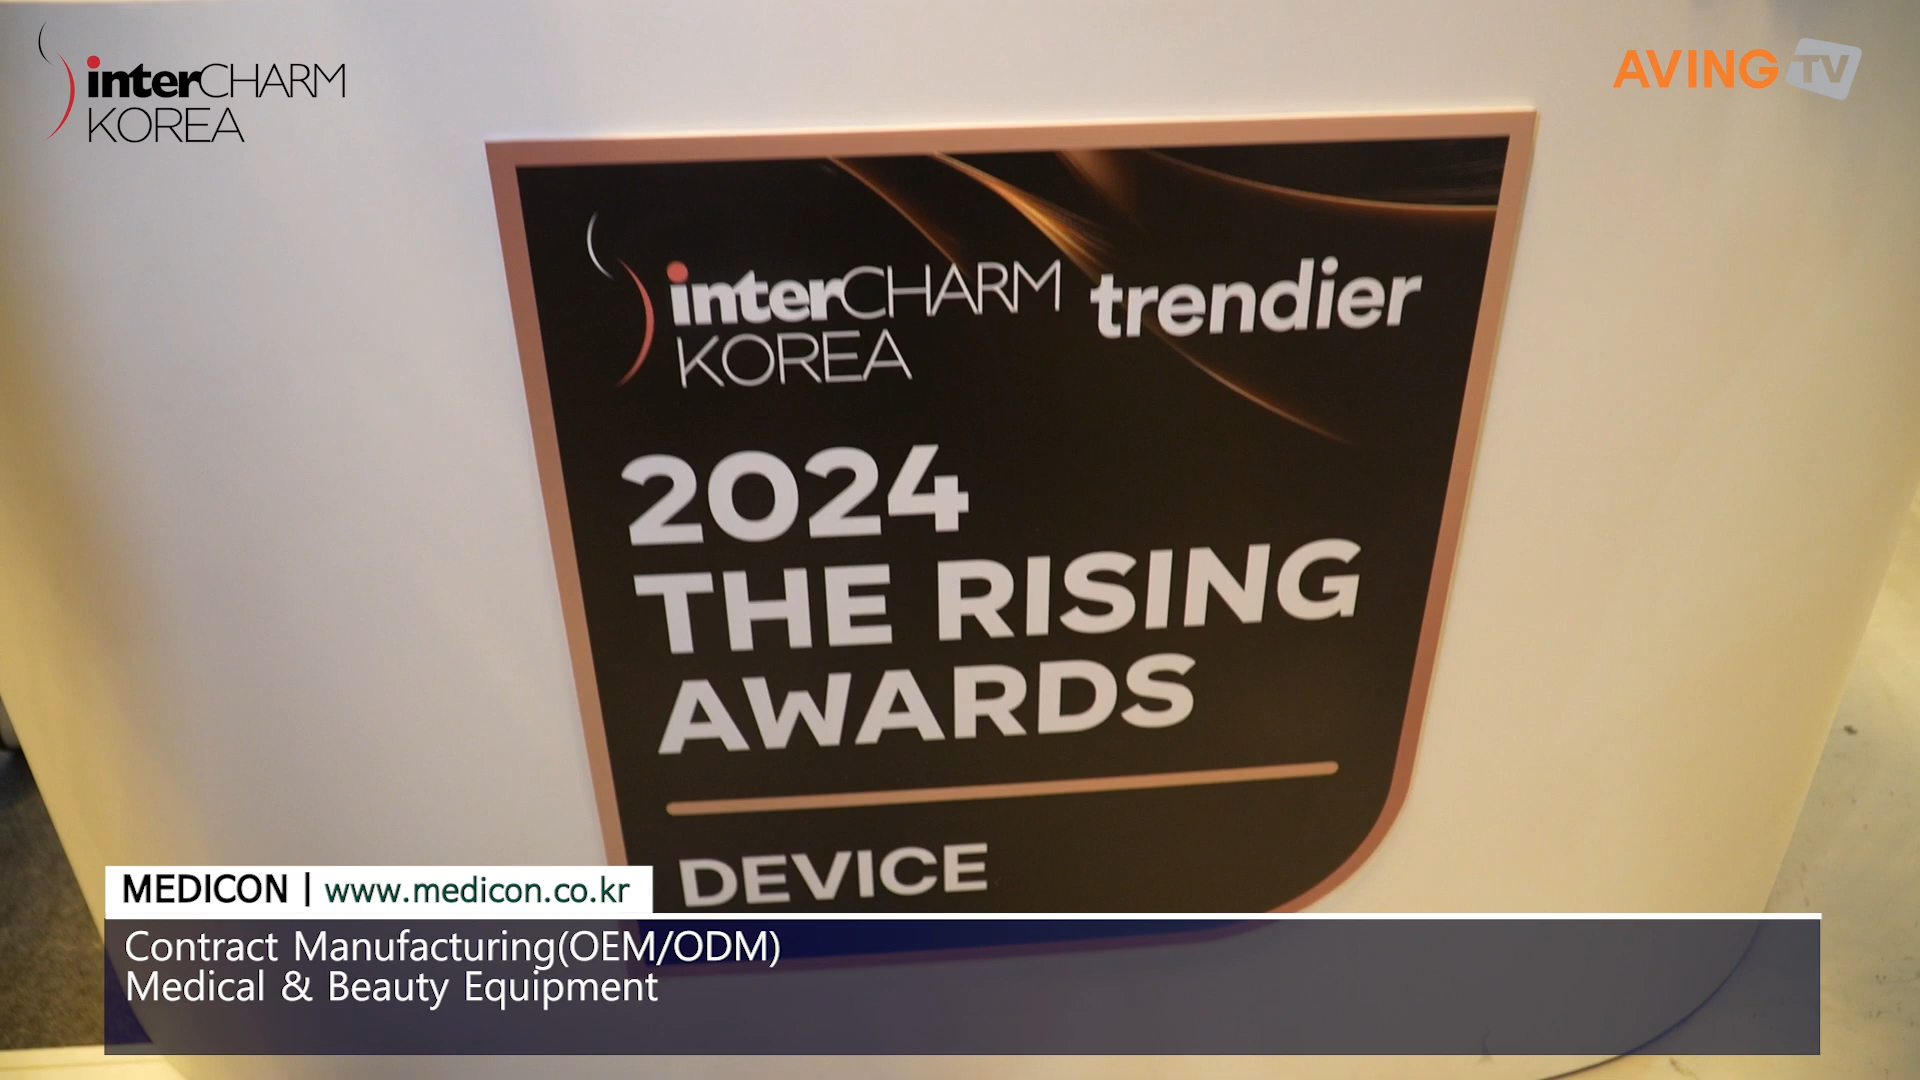 interCHARM
KOREA
AVING TV
interCHARM
KOREA
trendier
2024
THE RISING
AWARDS
DEVICE
MEDICON | www.medicon.co.kr
Contract Manufacturing(OEM/ODM)
Medical & Beauty Equipment